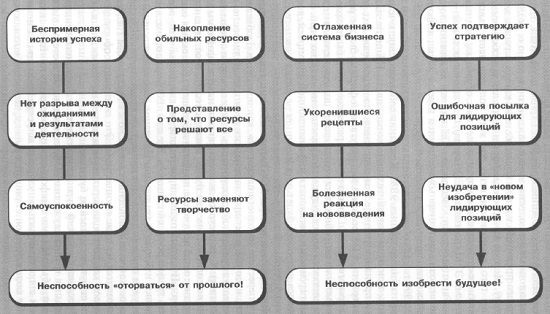 Беспримерная
история успеха
Накопление
обильных ресурсов
Отлаженная
система бизнеса
Успех подтверждает
стратегию
Нет разрыва между
ожиданиями
и результатами
деятельности
Представление
о том, что ресурсы
решают все
Укоренившиеся
рецепты
Ошибочная посылка
для лидирующих
позиций
Самоуспокоенность
Ресурсы заменяют
творчество
Болезненная
реакция
на нововведения
Неудача в «новом
изобретении»
лидирующих
позиций
Неспособность «оторваться» от прошлого!
Неспособность изобрести будущее!